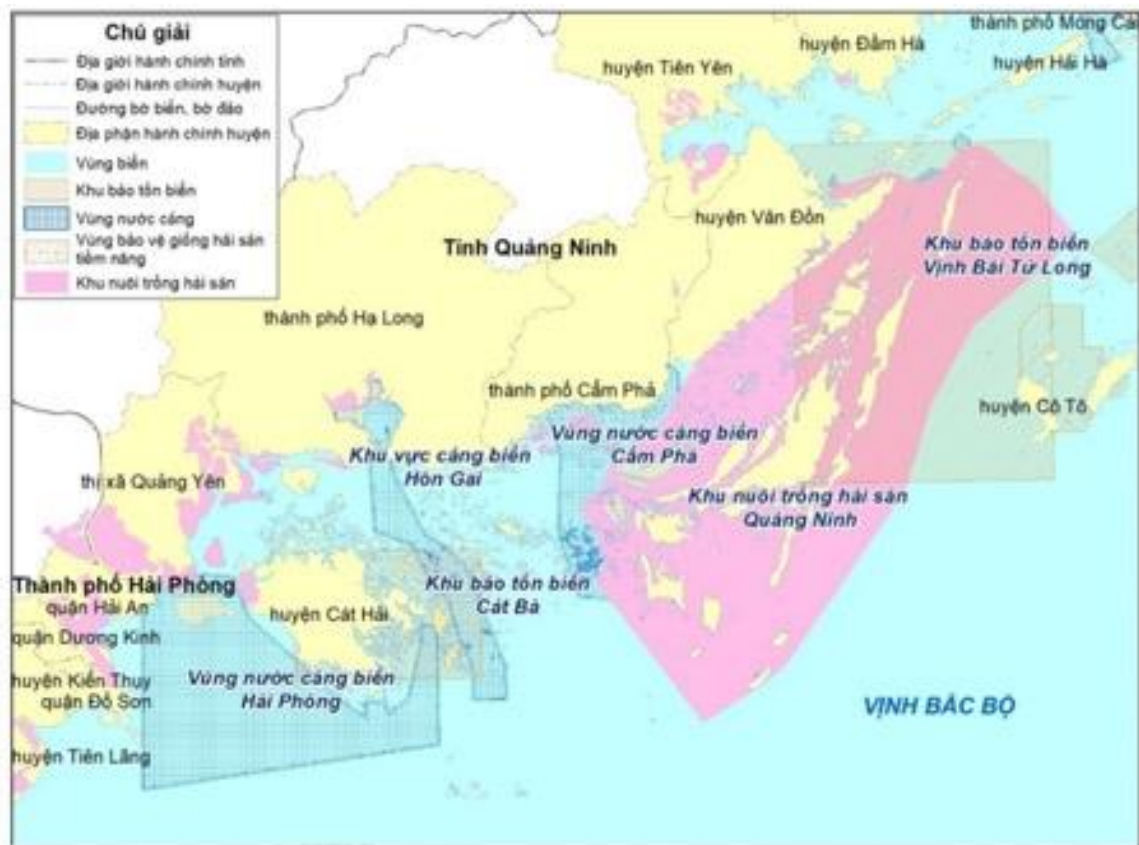 Chú giải
Địa giới hành chính tỉnh
Địa giới hành chính huyện
Đường bờ biển, bờ đảo
Địa phận hành chính huyện
Vùng biển
Khu bảo tồn biển
Vùng nước cảng
Vùng bảo vệ giống hải sản
tiềm năng
Khu nuôi trồng hải sản
thành phố Móng Cái
huyện Đầm Hà
huyện Hải Hà
huyện Tiên Yên
huyện Vân Đồn
Tỉnh Quảng Ninh
Khu bảo tồn biển
Vịnh Bái Tử Long
thành phố Hạ Long
thành phố Cẩm Phả
huyện Cô Tô
Vùng nước cảng biển
Cẩm Phả
Khu vực cảng biển
Hòn Gai
thị xã Quảng Yên
Khu nuôi trồng hải sản
Quảng Ninh
Thành phố Hải Phòng
Khu bảo tồn biển
Cát Bà
quận Hải An
huyện Cát Hải
quận Dương Kinh
Vùng nước cảng biển
Hải Phòng
huyện Kiến Thụy
quận Đồ Sơn
VỊNH BẮC BỘ
huyện Tiên Lãng